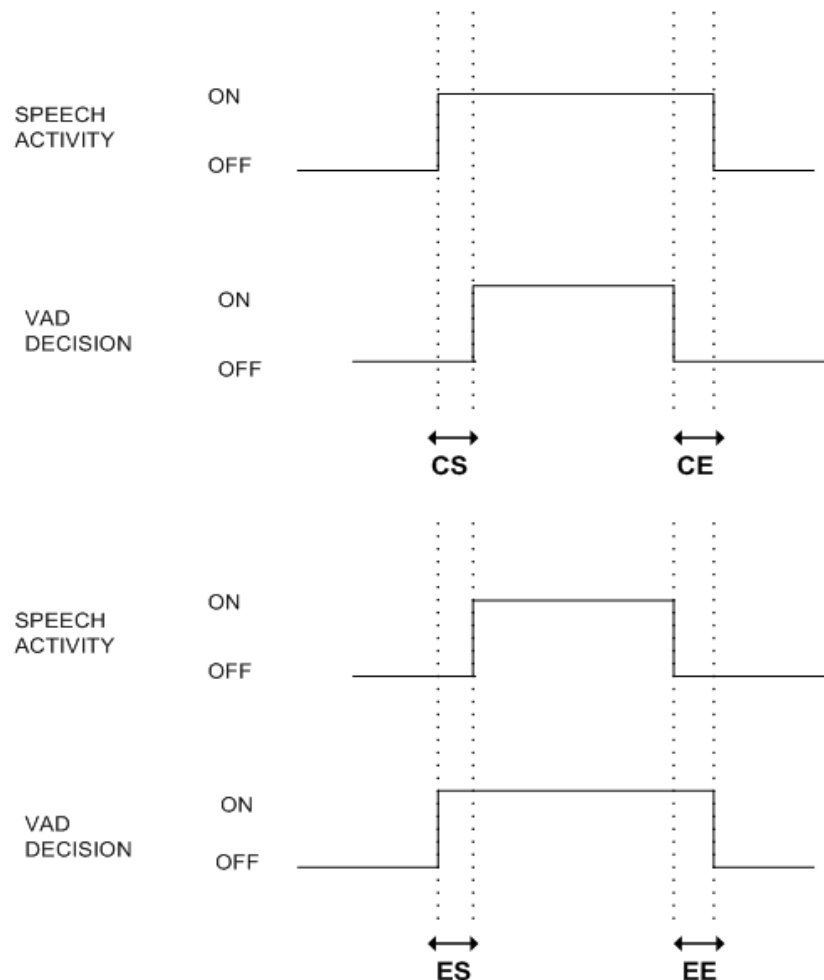 ON
SPEECH
ACTIVITY
OFF
ON
VAD
DECISION
OFF
CS CE
ON
SPEECH
ACTIVITY
OFF
ON
VAD
DECISION
OFF
ES EE